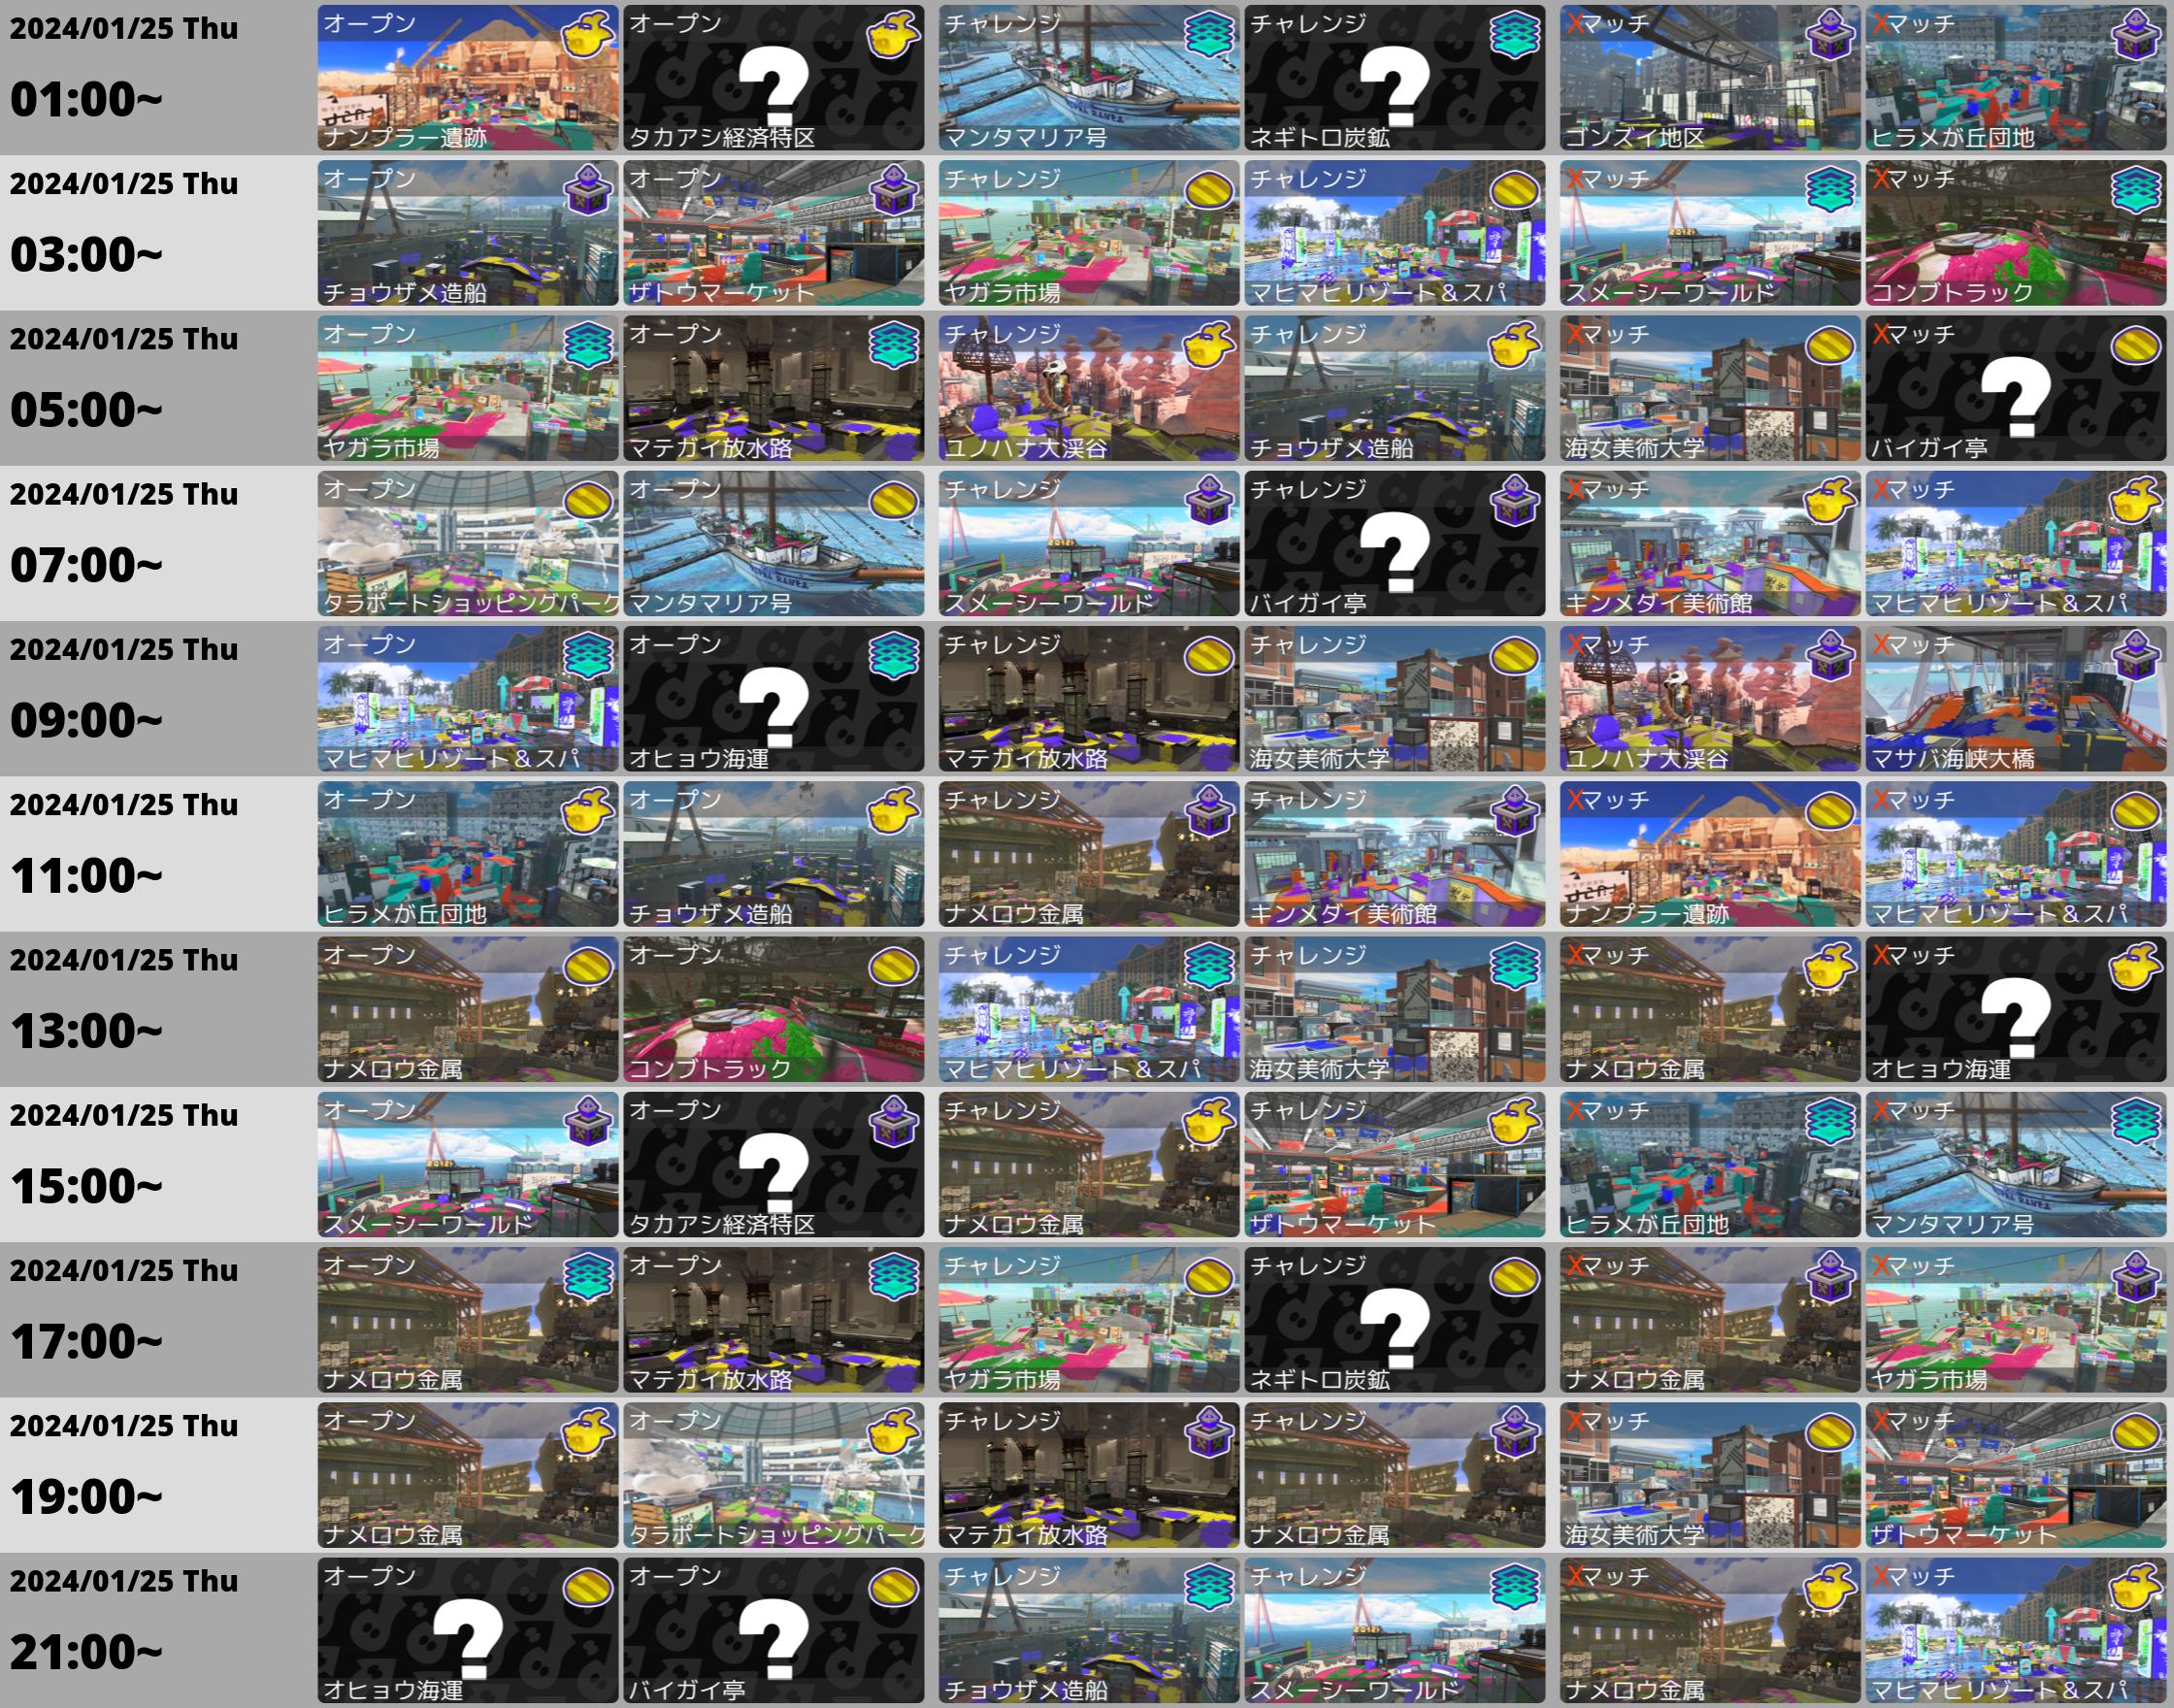 2024/01/25 Thu
01:00~
オープン
ナンプラー遺跡
オープン
タカアシ経済特区
チャレンジ
マンタマリア号
チャレンジ
ネギトロ炭鉱
Xマッチ
ゴンズイ地区
Xマッチ
ヒラメが丘団地
2024/01/25 Thu
03:00~
オープン
チョウザメ造船
オープン
ザトウマーケット
チャレンジ
ヤガラ市場
チャレンジ
マヒマヒリゾート＆スパ
Xマッチ
スメーシーワールド
Xマッチ
コンブトラック
2024/01/25 Thu
05:00~
オープン
ヤガラ市場
オープン
マテガイ放水路
チャレンジ
ユノハナ大渓谷
チャレンジ
チョウザメ造船
Xマッチ
海女美術大学
Xマッチ
バイガイ亭
2024/01/25 Thu
07:00~
オープン
タラポートショッピングパーク
オープン
マンタマリア号
チャレンジ
スメーシーワールド
チャレンジ
バイガイ亭
Xマッチ
キンメダイ美術館
Xマッチ
マヒマヒリゾート＆スパ
2024/01/25 Thu
09:00~
オープン
マヒマヒリゾート＆スパ
オープン
オヒョウ海運
チャレンジ
マテガイ放水路
チャレンジ
海女美術大学
Xマッチ
ユノハナ大渓谷
Xマッチ
マサバ海峡大橋
2024/01/25 Thu
11:00~
オープン
ヒラメが丘団地
オープン
チョウザメ造船
チャレンジ
ナメロウ金属
チャレンジ
キンメダイ美術館
Xマッチ
ナンプラー遺跡
Xマッチ
マヒマヒリゾート＆スパ
2024/01/25 Thu
13:00~
オープン
ナメロウ金属
オープン
コンブトラック
チャレンジ
マヒマヒリゾート＆スパ
チャレンジ
海女美術大学
Xマッチ
ナメロウ金属
Xマッチ
オヒョウ海運
2024/01/25 Thu
15:00~
オープン
スメーシーワールド
オープン
タカアシ経済特区
チャレンジ
ナメロウ金属
チャレンジ
ザトウマーケット
Xマッチ
ヒラメが丘団地
Xマッチ
マンタマリア号
2024/01/25 Thu
17:00~
オープン
ナメロウ金属
オープン
マテガイ放水路
チャレンジ
ヤガラ市場
チャレンジ
ネギトロ炭鉱
Xマッチ
ナメロウ金属
Xマッチ
ヤガラ市場
2024/01/25 Thu
19:00~
オープン
ナメロウ金属
オープン
タラポートショッピングパーク
チャレンジ
マテガイ放水路
チャレンジ
ナメロウ金属
Xマッチ
海女美術大学
Xマッチ
ザトウマーケット
2024/01/25 Thu
21:00~
オープン
オヒョウ海運
オープン
バイガイ亭
チャレンジ
チョウザメ造船
チャレンジ
スメーシーワールド
Xマッチ
ナメロウ金属
Xマッチ
マヒマヒリゾート＆スパ